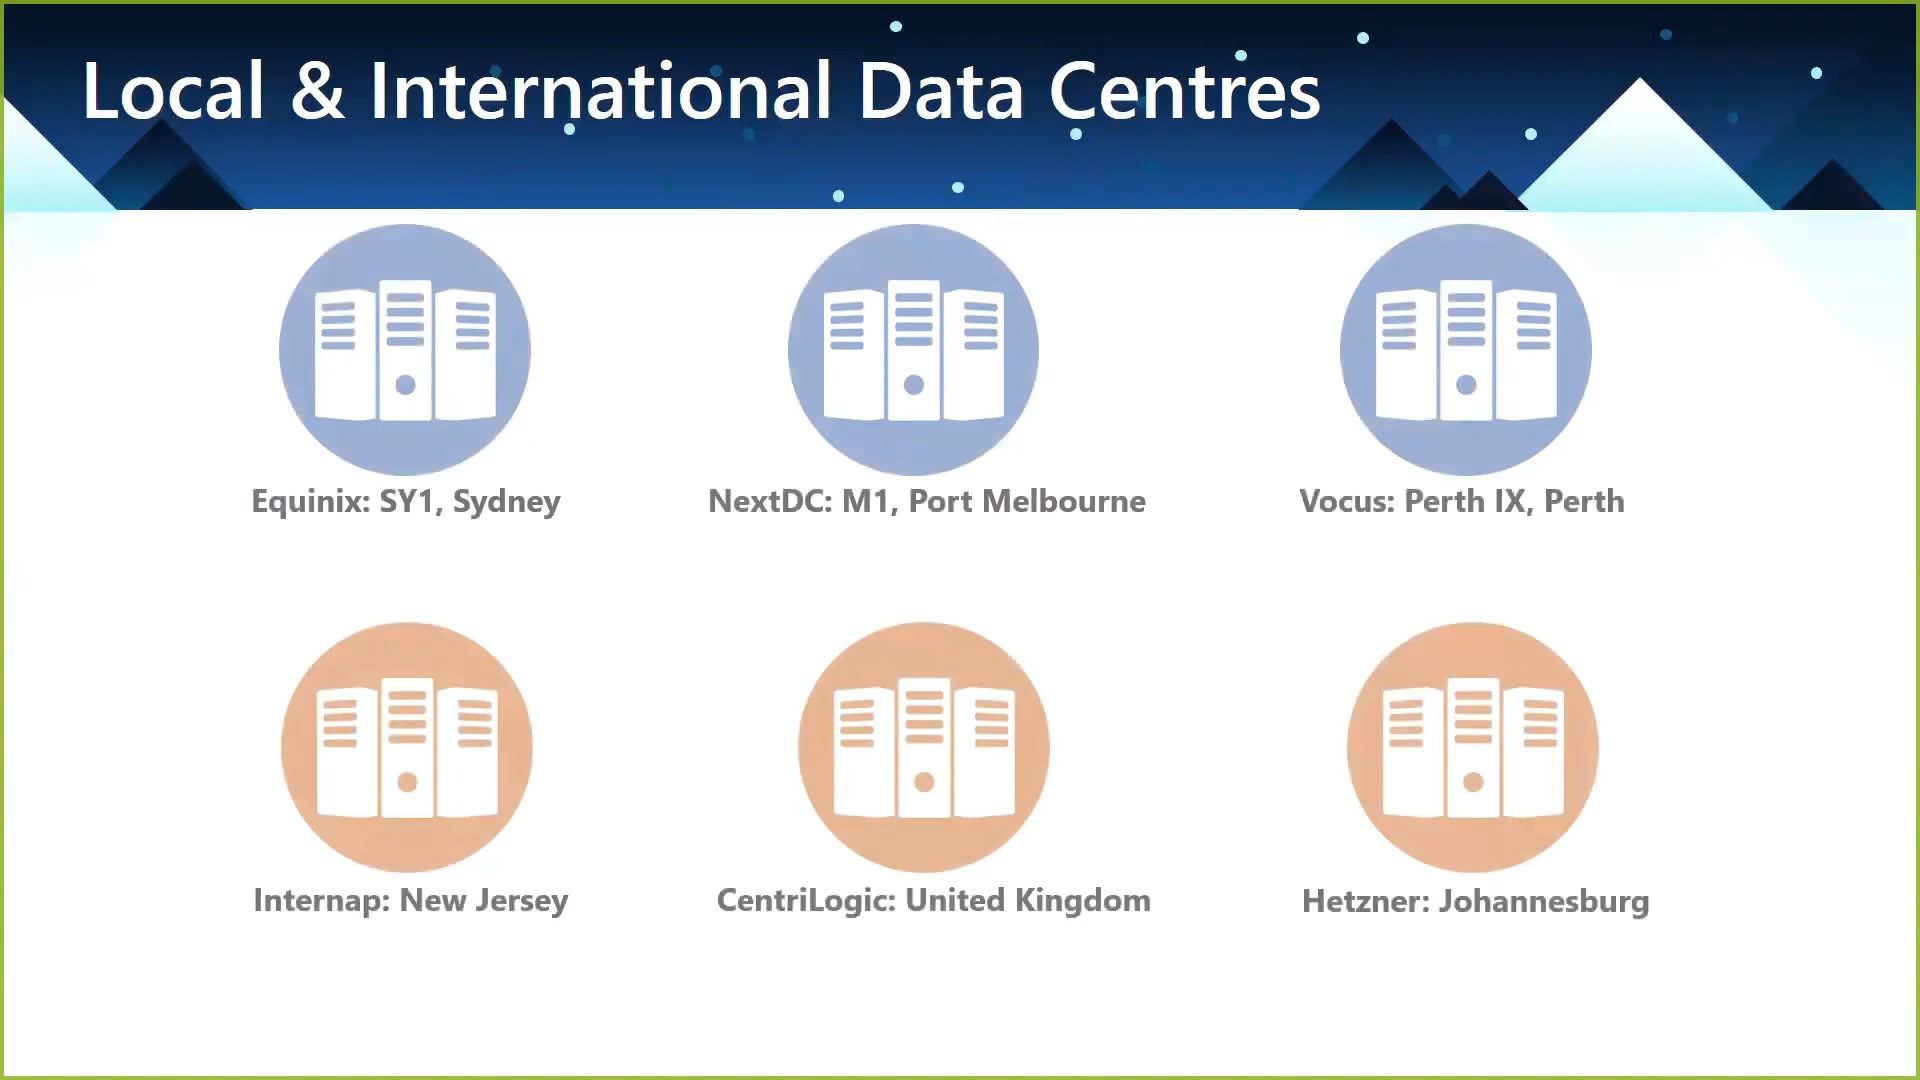 Local & International Data Centres
Equinix: SY1, Sydney
NextDC: M1, Port Melbourne
Vocus: Perth IX, Perth
Internap: New Jersey
CentriLogic: United Kingdom
Hetzner: Johannesburg